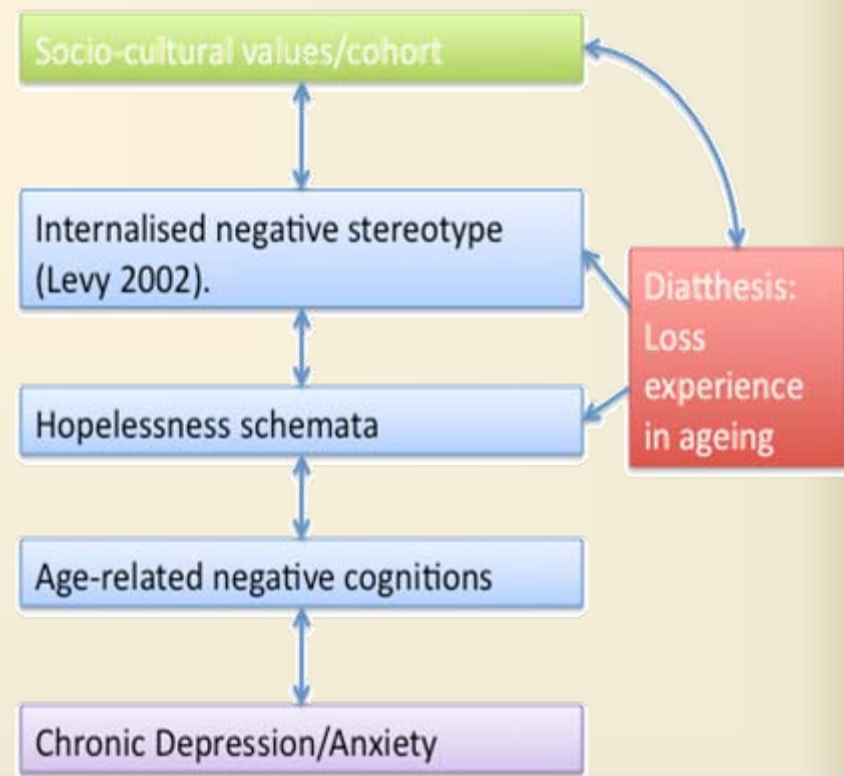 Socio-cultural values/cohort
Internalised negative stereotype
(Levy 2002).
Diatthesis:
Loss
experience
in ageing
Hopelessness schemata
Age-related negative cognitions
Chronic Depression/Anxiety